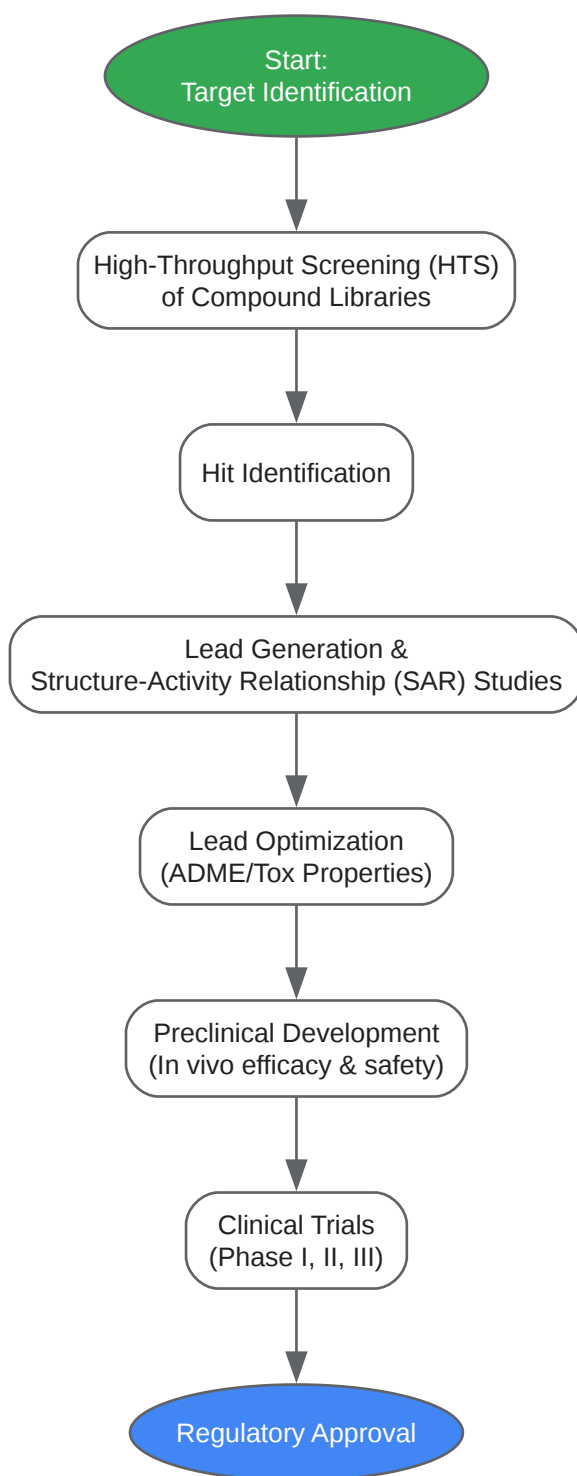 Start:
Target Identification
High-Throughput Screening (HTS)
of Compound Libraries
Hit Identification
Lead Generation &
Structure-Activity Relationship (SAR) Studies
Lead Optimization
(ADME/Tox Properties)
Preclinical Development
(In vivo efficacy & safety)
Clinical Trials
(Phase I, II, III)
Regulatory Approval